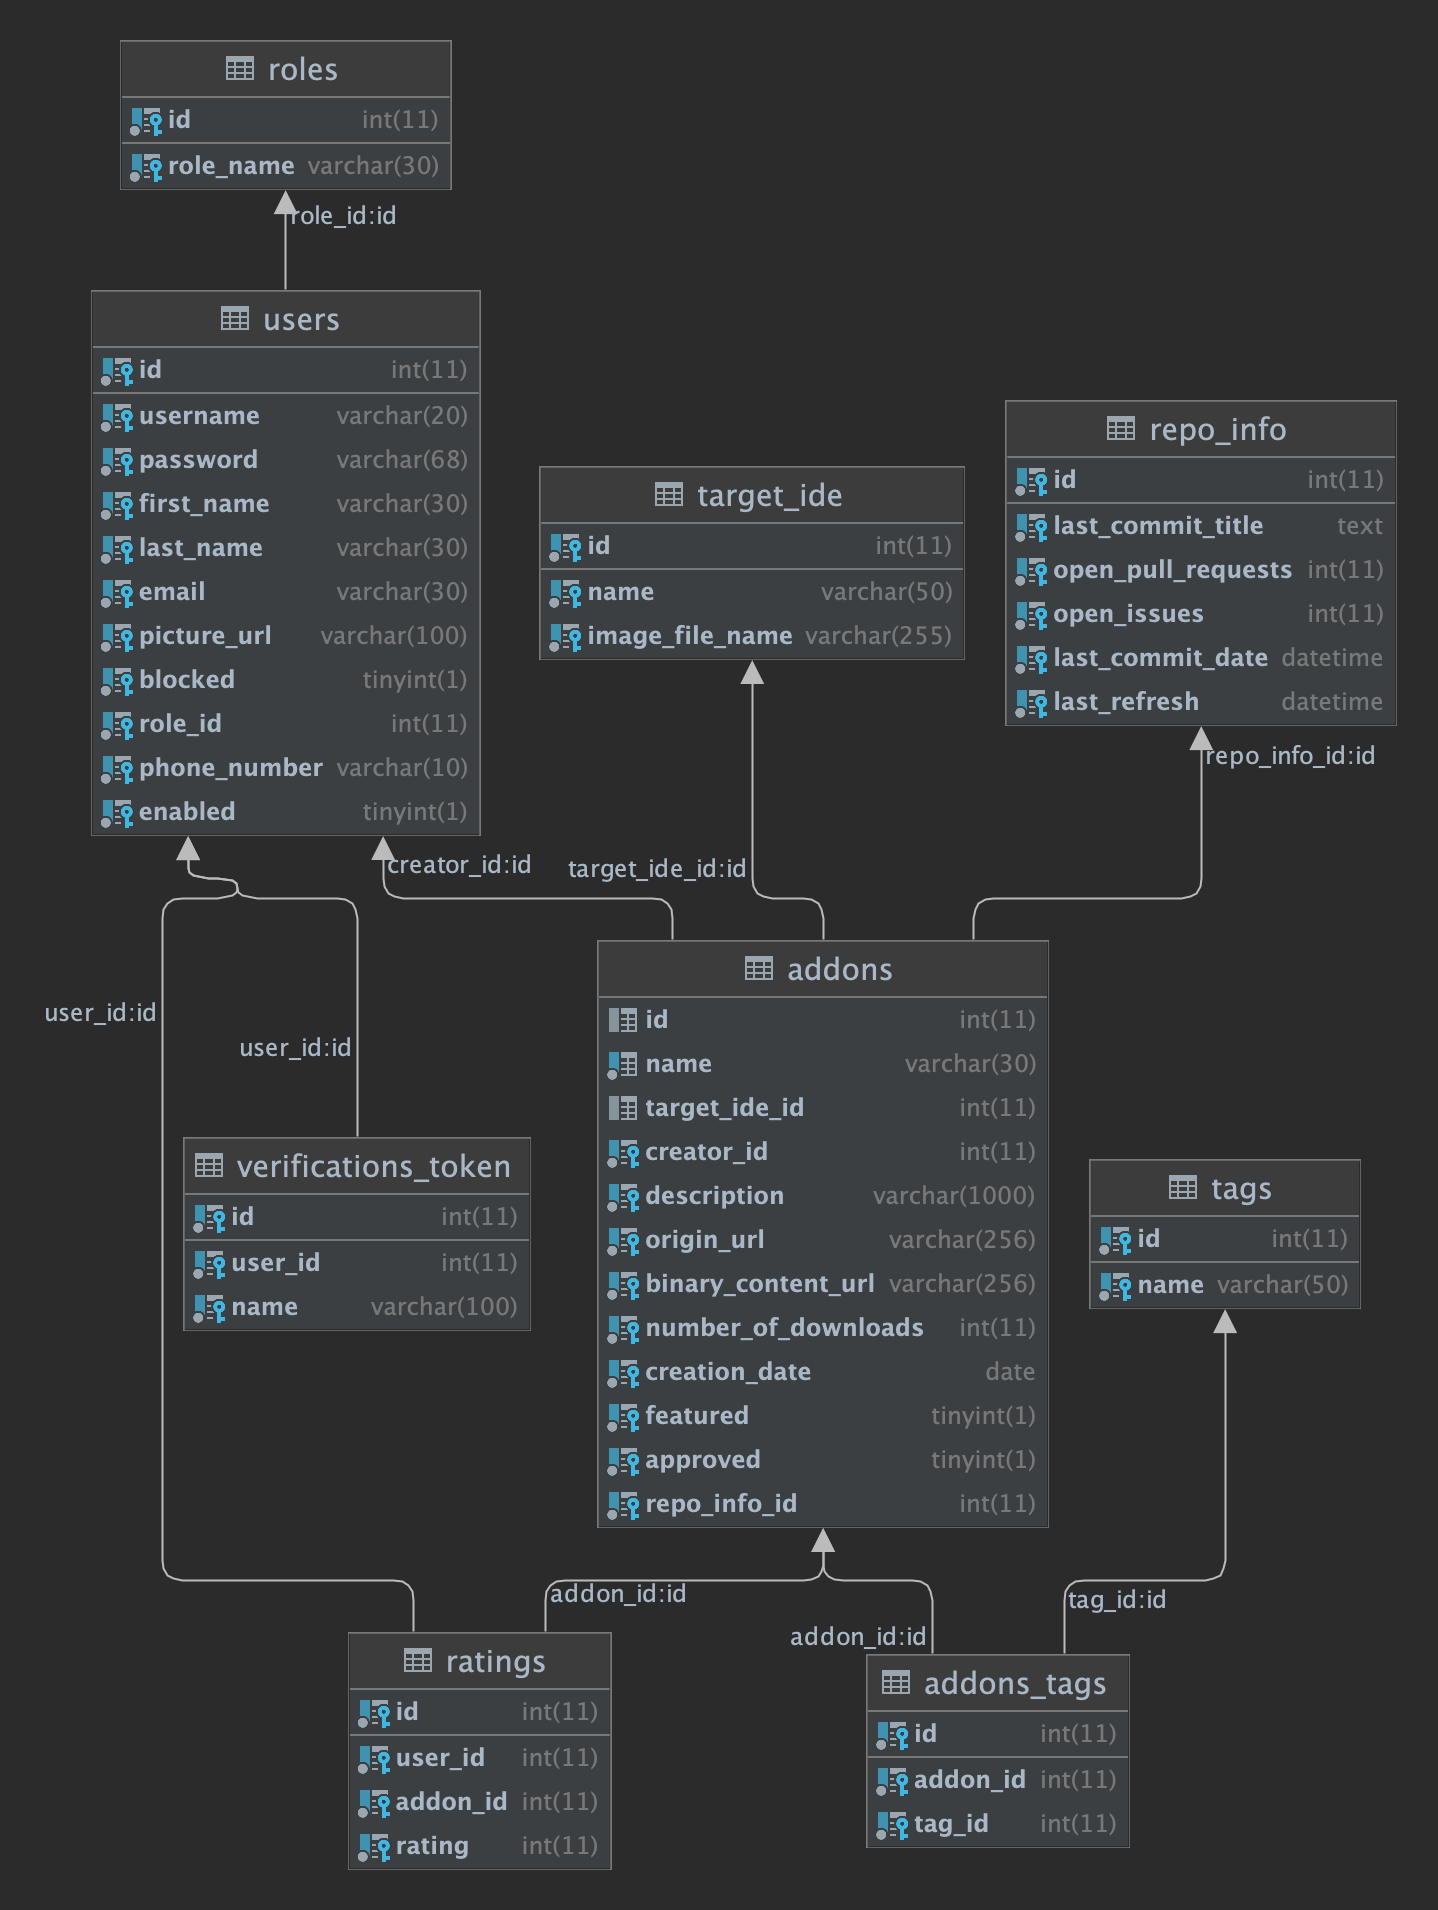 roles
id int(11)
role_name varchar(30)
role_id:id
users
id int(11)
username varchar(20)
password varchar(68)
first_name varchar(30)
last_name varchar(30)
email varchar(30)
picture_url varchar(100)
blocked tinyint(1)
role_id int(11)
phone_number varchar(10)
enabled tinyint(1)
target_ide
id int(11)
name varchar(50)
image_file_name varchar(255)
repo_info
id int(11)
last_commit_title text
open_pull_requests int(11)
open_issues int(11)
last_commit_date datetime
last_refresh datetime
repo_info_id:id
creator_id:id
target_ide_id:id
user_id:id
user_id:id
addons
id int(11)
name varchar(30)
target_ide_id int(11)
creator_id int(11)
description varchar(1000)
origin_url varchar(256)
binary_content_url varchar(256)
number_of_downloads int(11)
creation_date date
featured tinyint(1)
approved tinyint(1)
repo_info_id int(11)
verifications_token
id int(11)
user_id int(11)
name varchar(100)
tags
id int(11)
name varchar(50)
addon_id:id
addon_id:id
tag_id:id
ratings
id int(11)
user_id int(11)
addon_id int(11)
rating int(11)
addons_tags
id int(11)
addon_id int(11)
tag_id int(11)